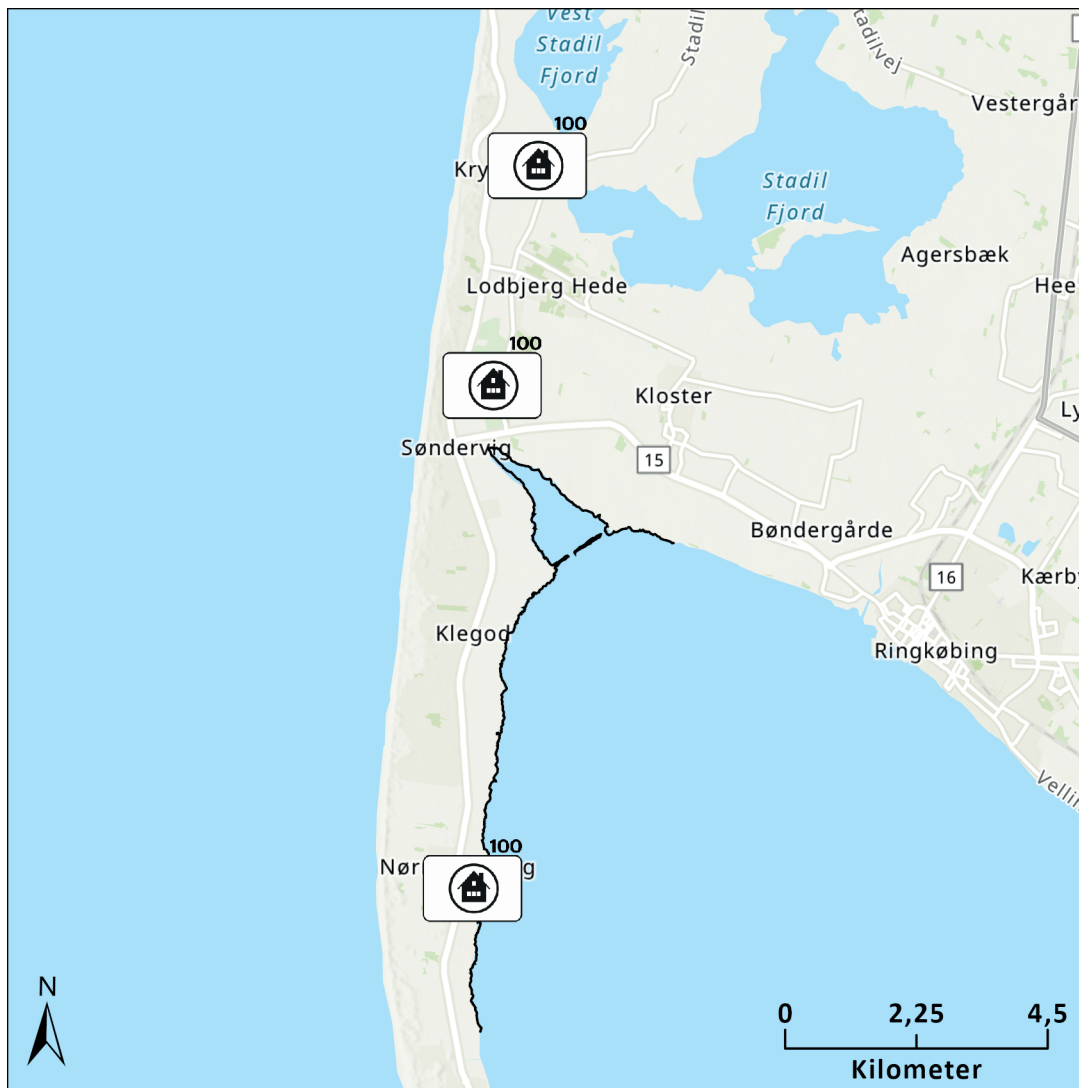 Vest
Stadil
Fjord
Stadil
tadilvej
Vestergår
100
Kry
Stadil
Fjord
Agersbæk
Lodbjerg Hede
Hee
100
Kloster
Ly
Søndervig
15
Bøndergårde
16
Kærby
Klegod
Ringkøbing
Vellin
100
Nør
g
N
0
2,25
4,5
Kilometer